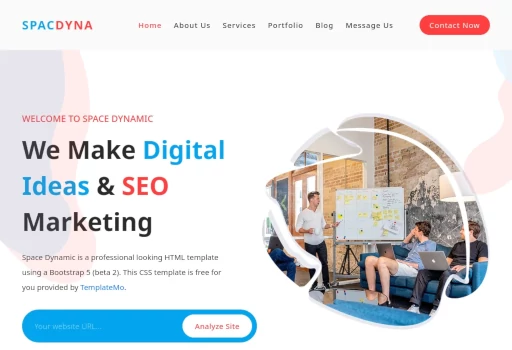 SPACDYNA
Home About Us Services Portfolio Blog Message Us Contact Now
WELCOME TO SPACE DYNAMIC
We Make Digital
Ideas & SEO
Marketing
Space Dynamic is a professional looking HTML template
using a Bootstrap 5 (beta 2). This CSS template is free for
you provided by TemplateMo.
Your website URL... Analyze Site